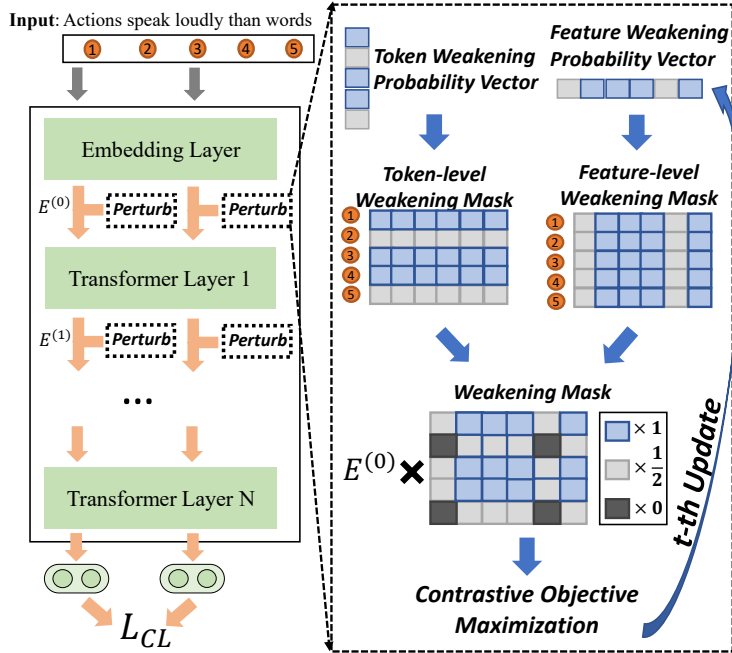 Input: Actions speak loudly than words
1 2 3 4 5
Embedding Layer
E^(0)
Perturb
Perturb
Transformer Layer 1
E^(1)
Perturb
Perturb
...
Transformer Layer N
L_CL
Token Weakening
Probability Vector
Feature Weakening
Probability Vector
Token-level
Weakening Mask
1
2
3
4
5
Feature-level
Weakening Mask
1
2
3
4
5
Weakening Mask
E^(0) ×
× 1
× 1/2
× 0
t-th Update
Contrastive Objective
Maximization